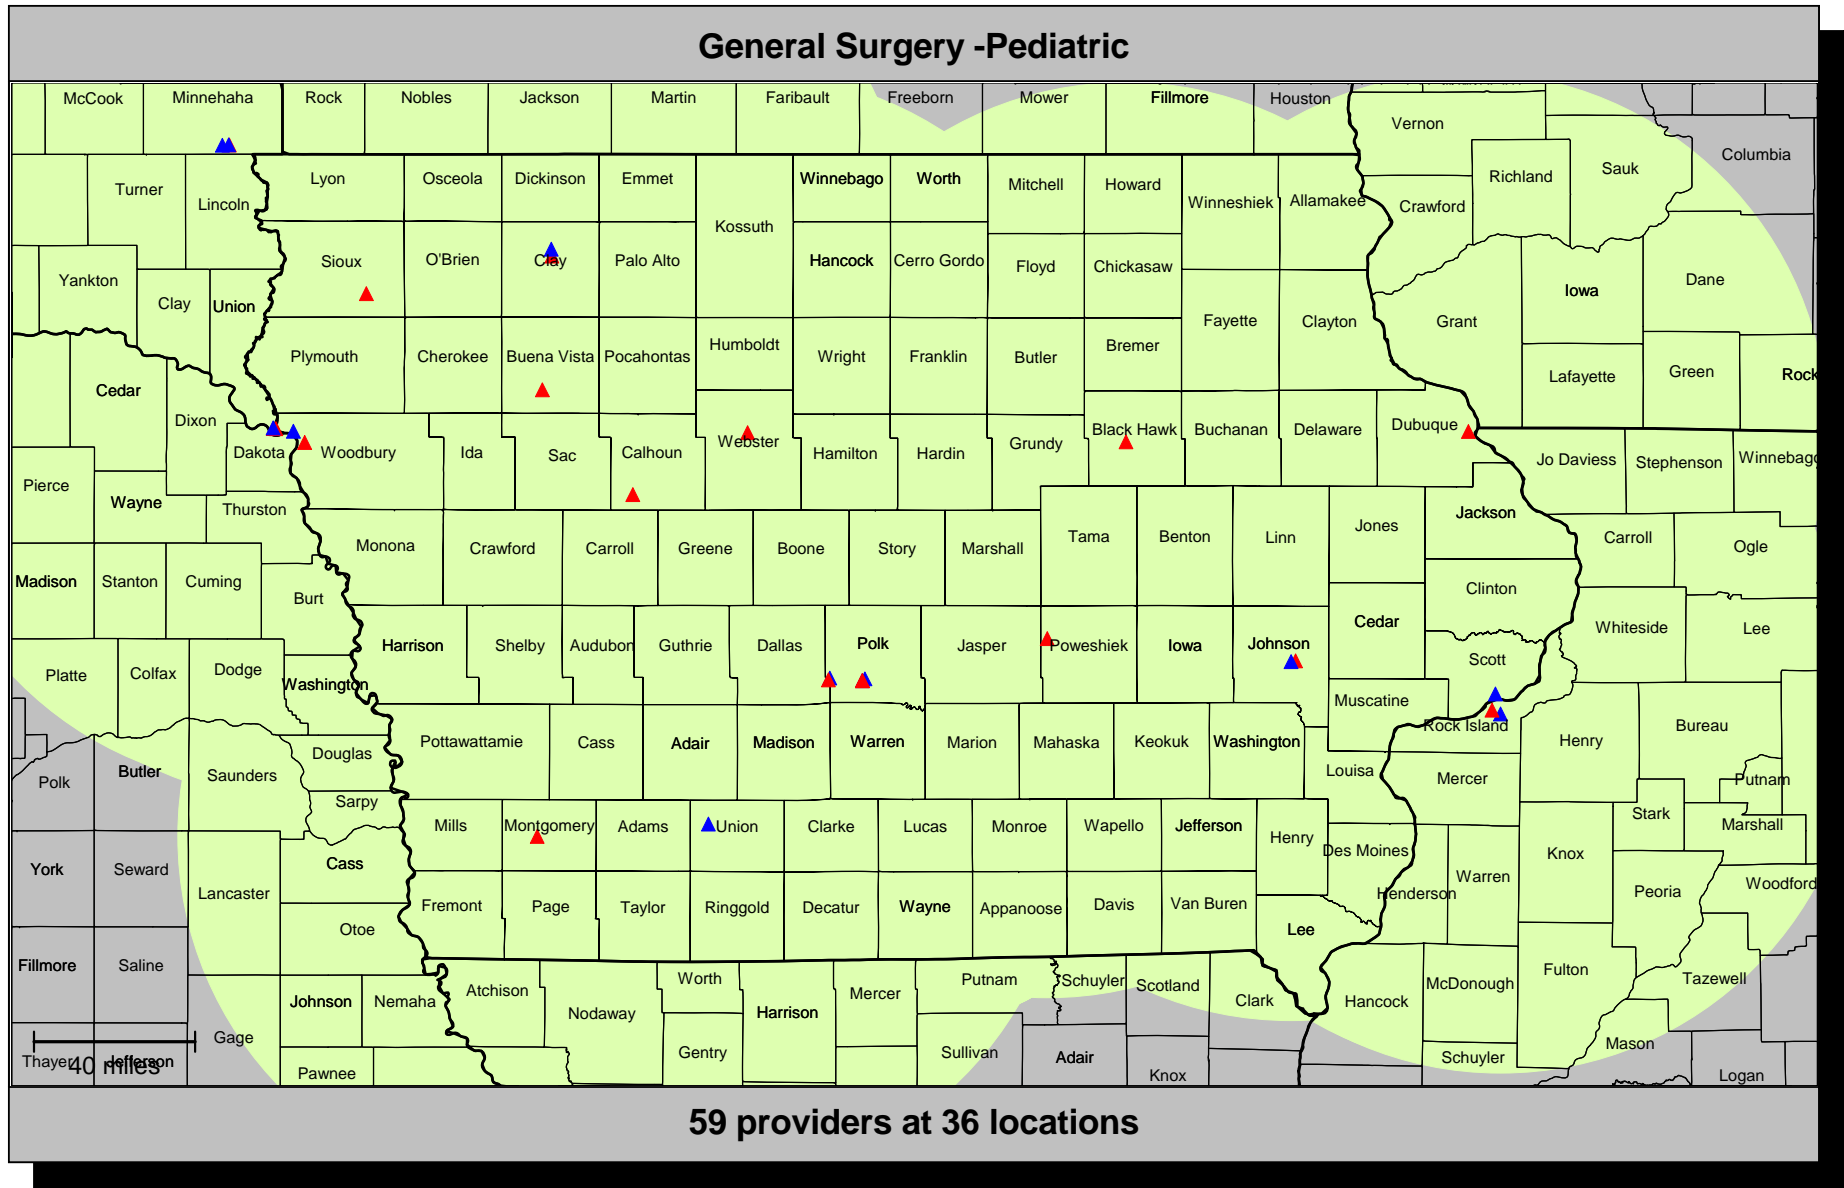 General Surgery -Pediatric
McCook Minnehaha Rock Nobles Jackson Martin Faribault Freeborn Mower Fillmore Houston
Vernon
Columbia
Sauk
Richland
Turner Lyon Osceola Dickinson Emmet Winnebago Worth Mitchell Howard
Lincoln Winneshiek Allamakee Crawford
Kossuth
Yankton Sioux O'Brien Clay Palo Alto Hancock Cerro Gordo Floyd Chickasaw Dane
Clay Union Iowa
Fayette Clayton Grant
Plymouth Cherokee Buena Vista Pocahontas Humboldt Wright Franklin Butler Bremer
Lafayette Green Rock
Cedar
Dixon Dubuque
Black Hawk Buchanan Delaware
Dakota Woodbury Ida Sac Calhoun Webster Hamilton Hardin Grundy Jo Daviess Stephenson Winnebago
Pierce
Wayne Thurston Jackson
Monona Crawford Carroll Greene Boone Story Marshall Tama Benton Linn Jones Carroll Ogle
Madison Stanton Cuming
Burt Clinton
Cedar Whiteside Lee
Harrison Shelby Audubon Guthrie Dallas Polk Jasper Poweshiek Iowa Johnson
Scott
Platte Colfax Dodge
Washington
Muscatine
Rock Island Bureau
Pottawattamie Cass Adair Madison Warren Marion Mahaska Keokuk Washington Henry
Douglas
Polk Butler Saunders Louisa Mercer Putnam
Sarpy
Mills Montgomery Adams Union Clarke Lucas Monroe Wapello Jefferson Henry Stark Marshall
Des Moines Knox
York Seward Cass
Lancaster Henderson Warren Peoria Woodford
Fremont Page Taylor Ringgold Decatur Wayne Appanoose Davis Van Buren
Otoe Lee
Fillmore Saline Fulton
Worth Putnam Schuyler Scotland McDonough Tazewell
Johnson Nemaha Atchison Mercer Clark Hancock
Nodaway Harrison
Gage Mason
Gentry Sullivan Adair Schuyler
Thayer Jefferson
40 miles
Pawnee Knox Logan
59 providers at 36 locations